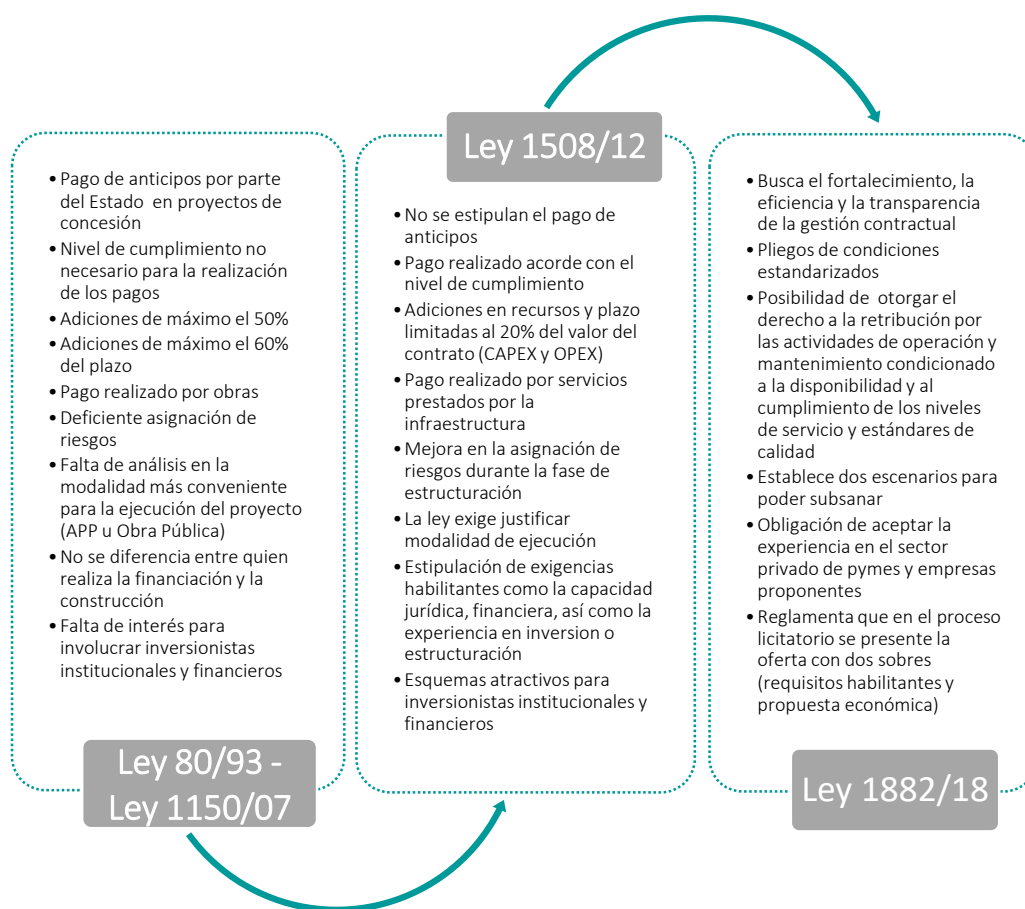 • Pago de anticipos por parte
del Estado en proyectos de
concesión
• Nivel de cumplimiento no
necesario para la realización
de los pagos
• Adiciones de máximo el 50%
• Adiciones de máximo el 60%
del plazo
• Pago realizado por obras
• Deficiente asignación de
riesgos
• Falta de análisis en la
modalidad más conveniente
para la ejecución del proyecto
(APP u Obra Pública)
• No se diferencia entre quien
realiza la financiación y la
construcción
• Falta de interés para
involucrar inversionistas
institucionales y financieros
Ley 80/93 -
Ley 1150/07
Ley 1508/12
• No se estipulan el pago de
anticipos
• Pago realizado acorde con el
nivel de cumplimiento
• Adiciones en recursos y plazo
limitadas al 20% del valor del
contrato (CAPEX y OPEX)
• Pago realizado por servicios
prestados por la
infraestructura
• Mejora en la asignación de
riesgos durante la fase de
estructuración
• La ley exige justificar
modalidad de ejecución
• Estipulación de exigencias
habilitantes como la capacidad
jurídica, financiera, así como la
experiencia en inversion o
estructuración
• Esquemas atractivos para
inversionistas institucionales y
financieros
• Busca el fortalecimiento, la
eficiencia y la transparencia
de la gestión contractual
• Pliegos de condiciones
estandarizados
• Posibilidad de otorgar el
derecho a la retribución por
las actividades de operación y
mantenimiento condicionado
a la disponibilidad y al
cumplimiento de los niveles
de servicio y estándares de
calidad
• Establece dos escenarios para
poder subsanar
• Obligación de aceptar la
experiencia en el sector
privado de pymes y empresas
proponentes
• Reglamenta que en el proceso
licitatorio se presente la
oferta con dos sobres
(requisitos habilitantes y
propuesta económica)
Ley 1882/18